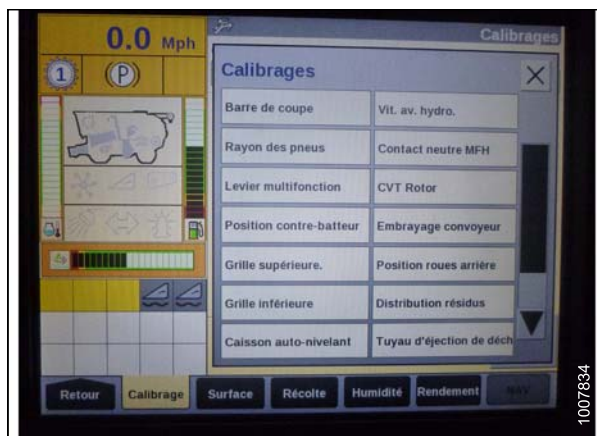 0.0 Mph
Calibrages
1
(P)
Calibrages
Barre de coupe
Vit. av. hydro.
Rayon des pneus
Contact neutre MFH
Levier multifonction
CVT Rotor
Position contre-batteur
Embrayage convoyeur
Grille supérieure.
Position roues arrière
Grille inférieure
Distribution résidus
Caisson auto-nivelant
Tuyau d'éjection de déch
Retour
Calibrage
Surface
Récolte
Humidité
Rendement
1007834